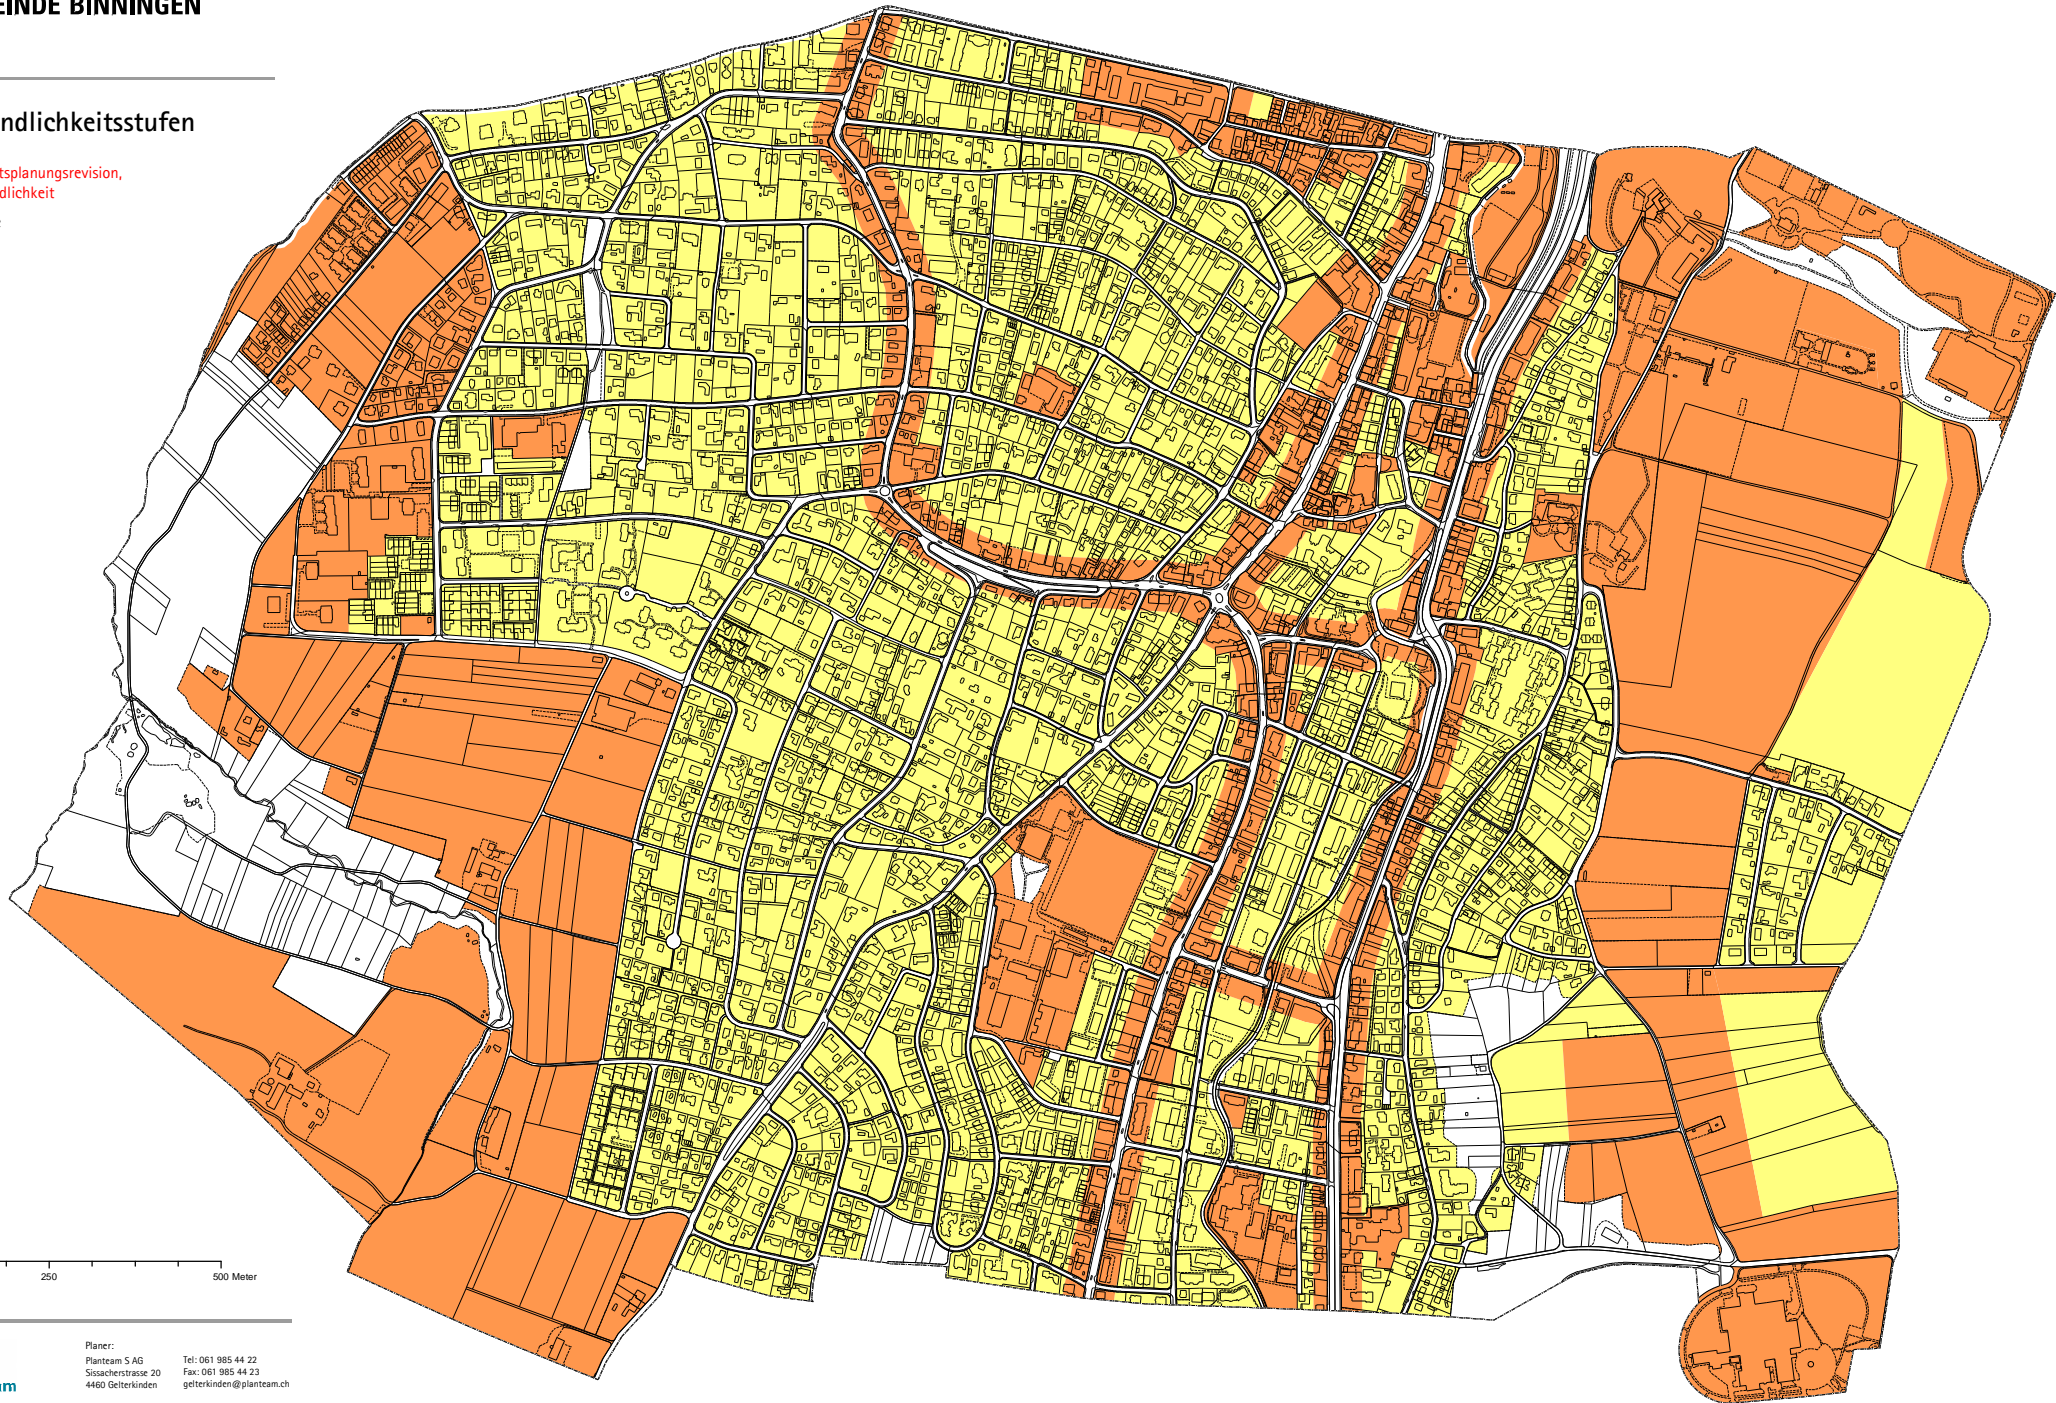 EINDE BINNINGEN
ndlichkeitsstufen
tsplanungsrevision,
dlichkeit
250
500 Meter
Planer:
Planteam S AG
Tel: 061 985 44 22
Sissacherstrasse 20
Fax: 061 985 44 23
4460 Gelterkinden
gelterkinden@planteam.ch